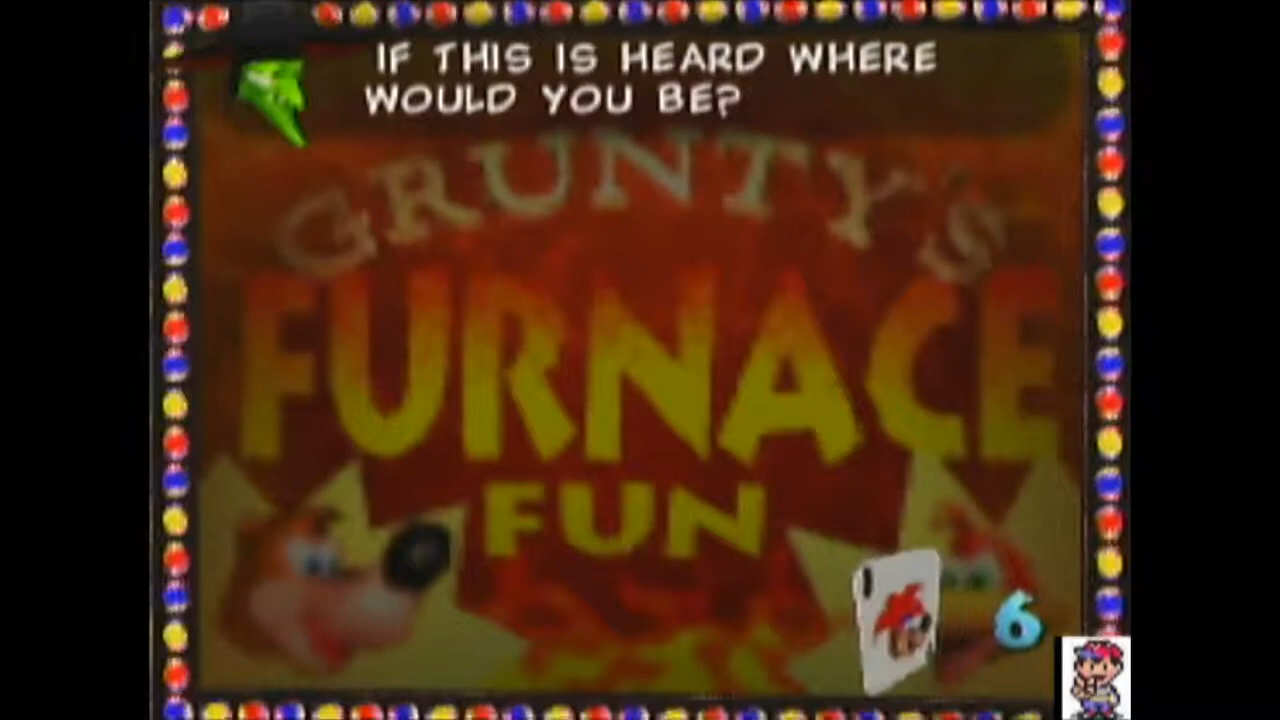 IF THIS IS HEARD WHERE
WOULD YOU BE?
GRUNTY'S
FURNACE
FUN
6